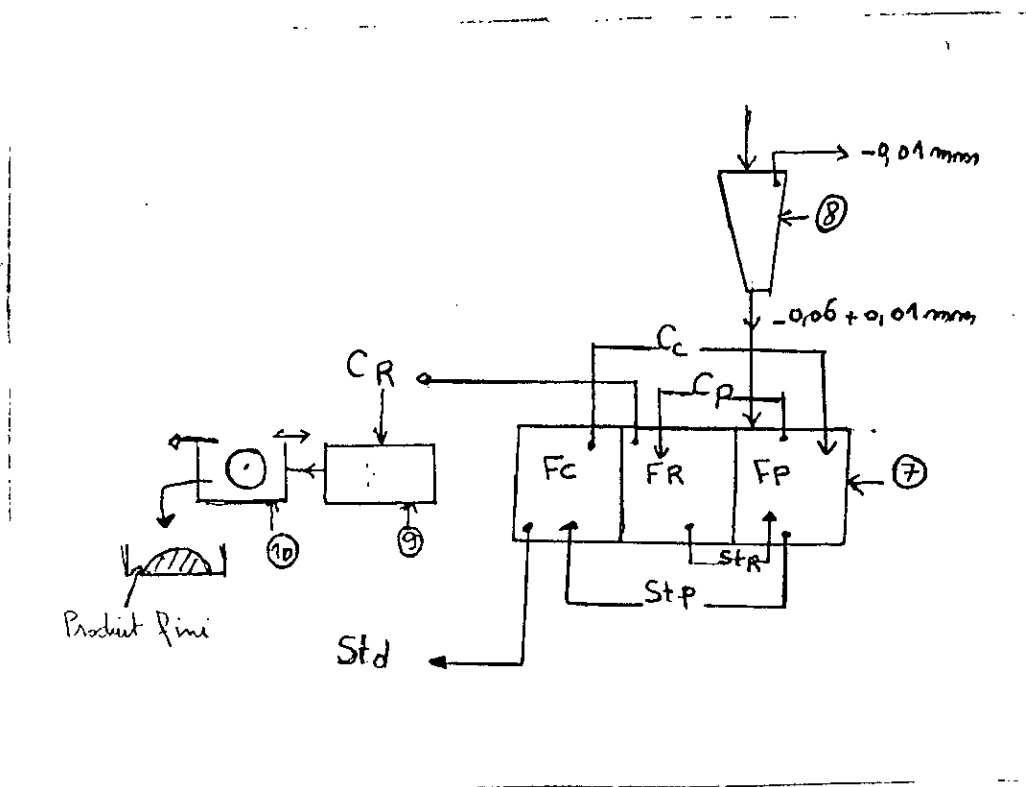 -0,01 mm
8
-0,06 + 0,01 mm
Cc
CR
Cp
Fc
FR
Fp
7
10
9
StR
Stp
Produit fini
Std